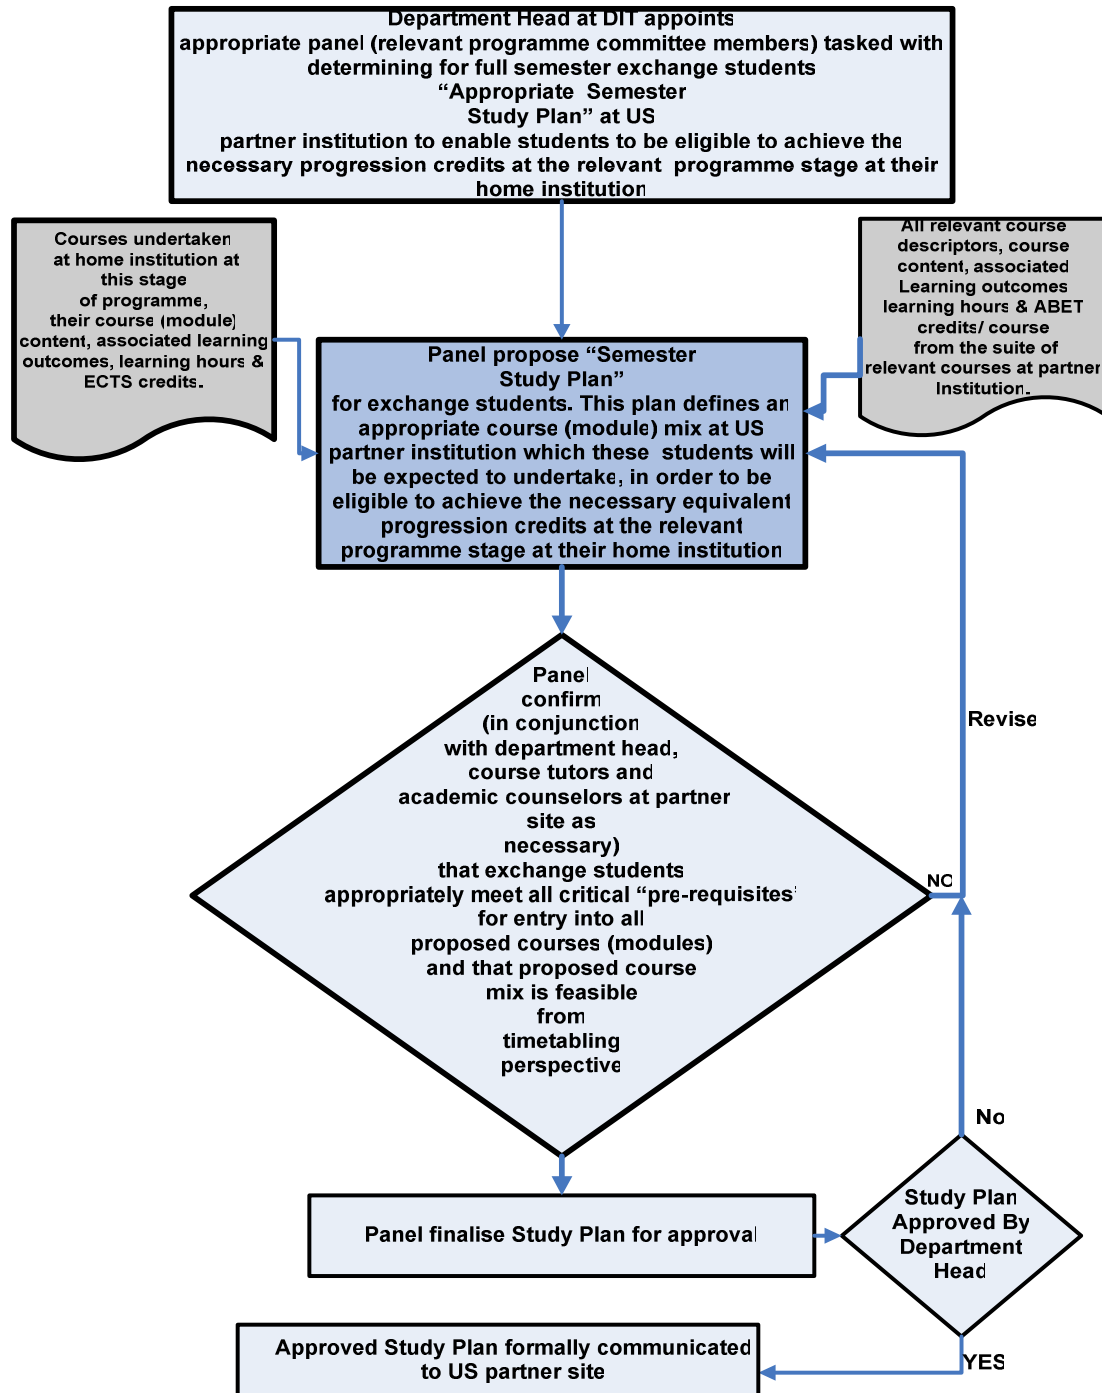 Department Head at DIT appoints
appropriate panel (relevant programme committee members) tasked with
determining for full semester exchange students
“Appropriate Semester
Study Plan” at US
partner institution to enable students to be eligible to achieve the
necessary progression credits at the relevant programme stage at their
home institution
Courses undertaken
at home institution at
this stage
of programme,
their course (module)
content, associated learning
outcomes, learning hours &
ECTS credits.
All relevant course
descriptors, course
content, associated
Learning outcomes
learning hours & ABET
credits/ course
from the suite of
relevant courses at partner
Institution.
Panel propose “Semester
Study Plan”
for exchange students. This plan defines an
appropriate course (module) mix at US
partner institution which these students will
be expected to undertake, in order to be
eligible to achieve the necessary equivalent
progression credits at the relevant
programme stage at their home institution
Revise
Panel
confirm
(in conjunction
with department head,
course tutors and
academic counselors at partner
site as
necessary)
that exchange students
appropriately meet all critical “pre-requisites”
for entry into all
proposed courses (modules)
and that proposed course
mix is feasible
from
timetabling
perspective
NO
No
Panel finalise Study Plan for approval
Study Plan
Approved By
Department
Head
YES
Approved Study Plan formally communicated
to US partner site